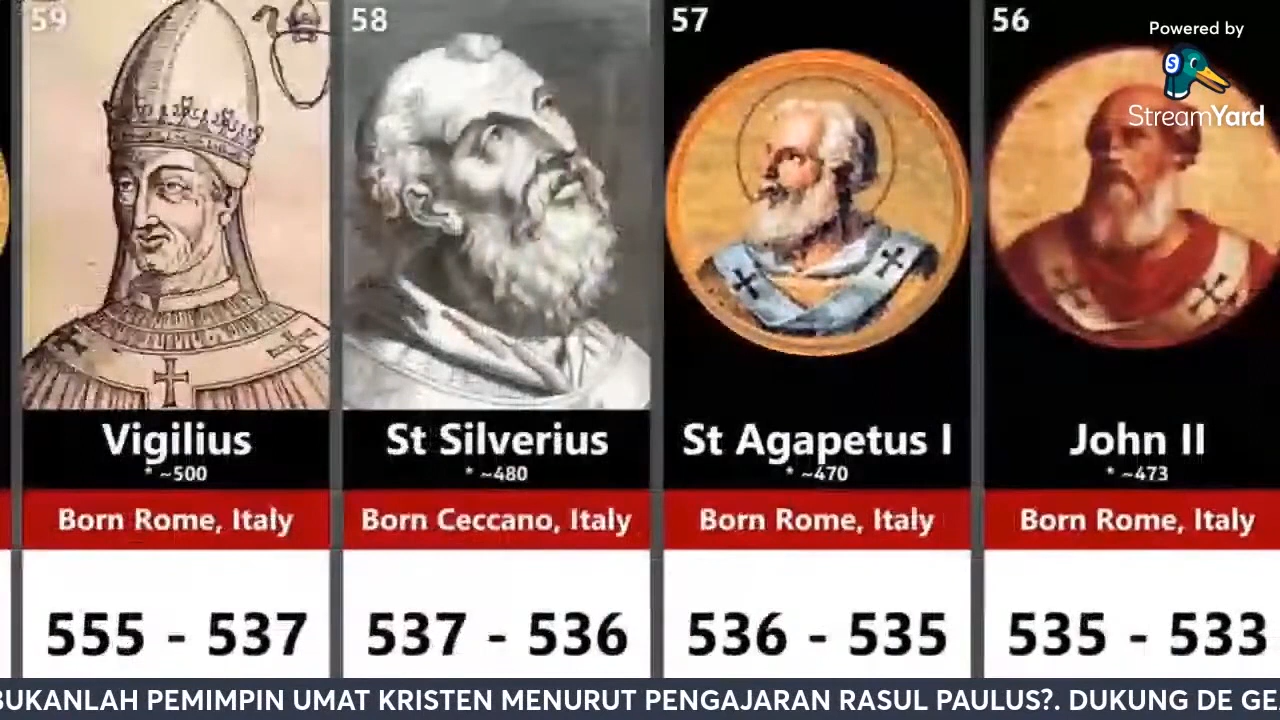 59
58
57
56
Powered by
StreamYard
Vigilius
* ~500
Born Rome, Italy
555 - 537
St Silverius
* ~480
Born Ceccano, Italy
537 - 536
St Agapetus I
* ~470
Born Rome, Italy
536 - 535
John II
* ~473
Born Rome, Italy
535 - 533
BUKANLAH PEMIMPIN UMAT KRISTEN MENURUT PENGAJARAN RASUL PAULUS?. DUKUNG DE